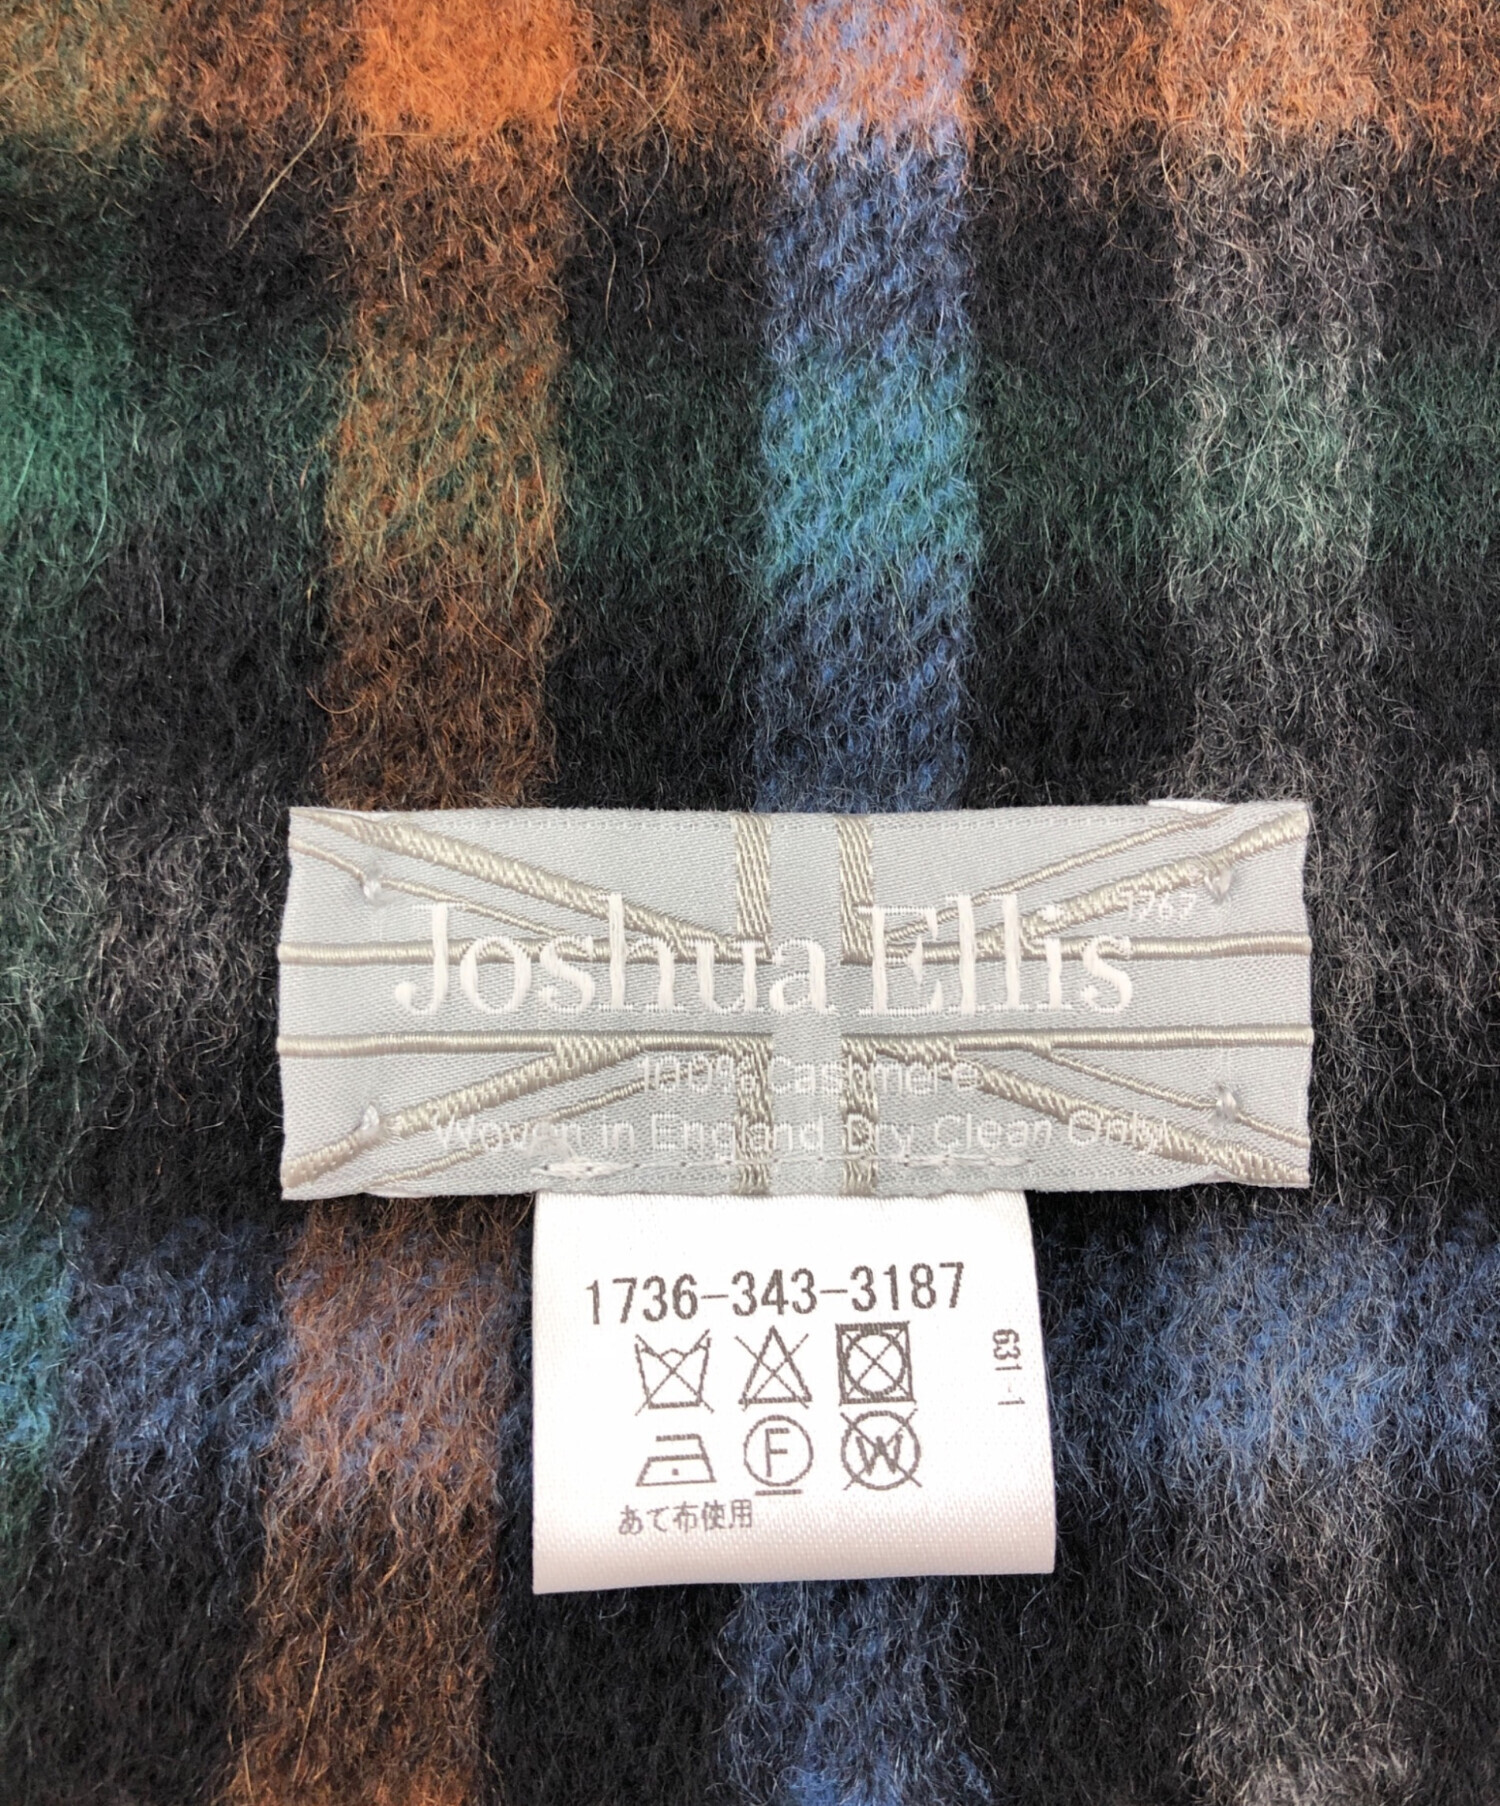 Joshua Ellis 1767
100% Cashmere
Woven in England Dry Clean Only
1736-343-3187
631-1
F W
あて布使用